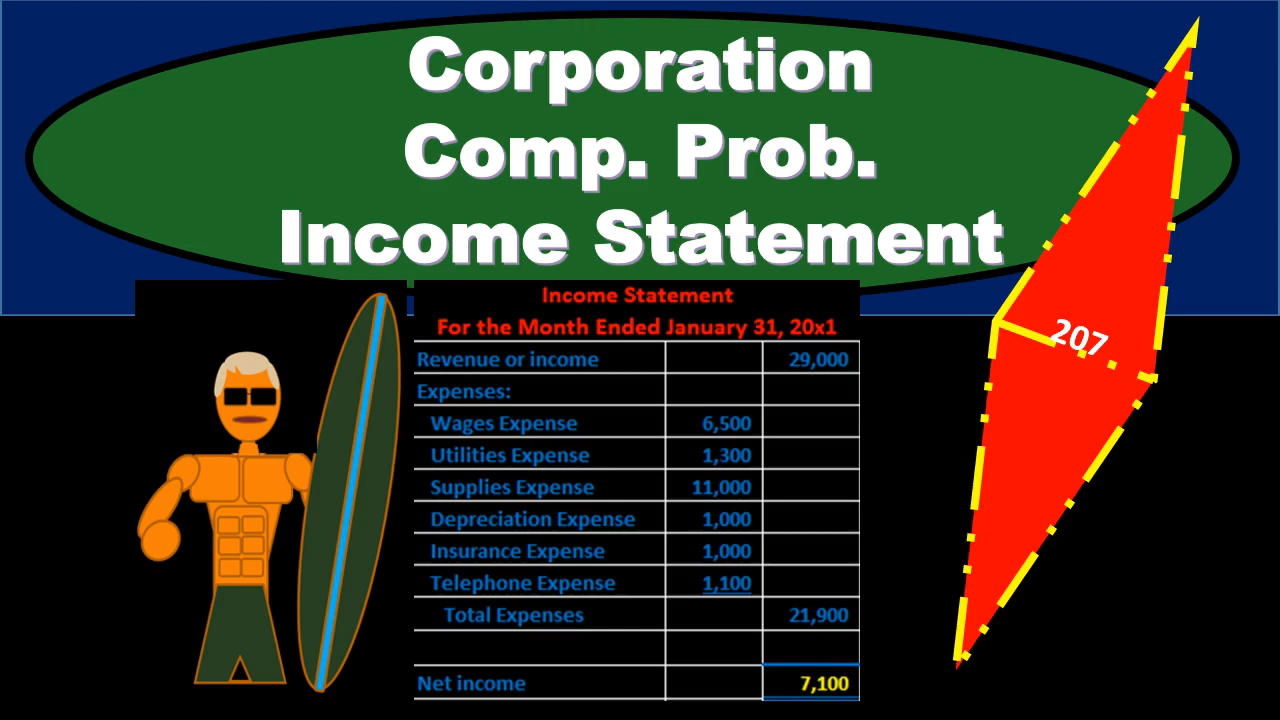 Corporation
Comp. Prob.
Income Statement
207
Income Statement
For the Month Ended January 31, 20x1
Revenue or income 29,000
Expenses:
Wages Expense 6,500
Utilities Expense 1,300
Supplies Expense 11,000
Depreciation Expense 1,000
Insurance Expense 1,000
Telephone Expense 1,100
Total Expenses 21,900
Net income 7,100